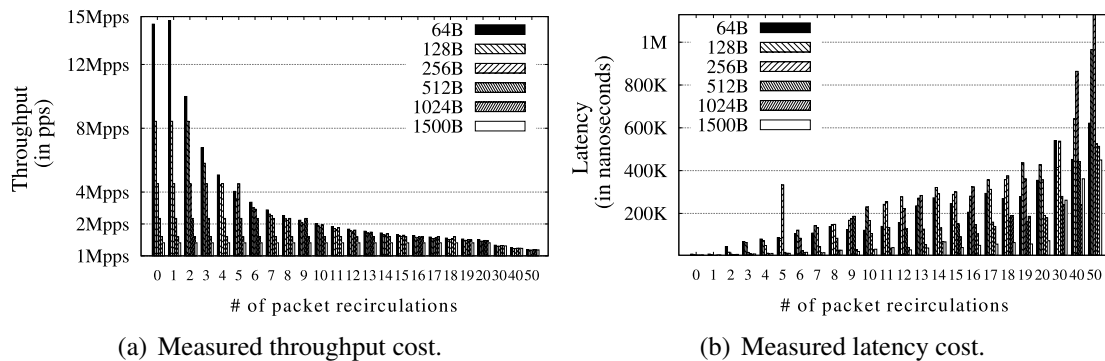 15Mpps
12Mpps
8Mpps
4Mpps
2Mpps
1Mpps
Throughput
(in pps)
64B
128B
256B
512B
1024B
1500B
0 1 2 3 4 5 6 7 8 9 10 11 12 13 14 15 16 17 18 19 20 30 40 50
# of packet recirculations
(a) Measured throughput cost.
1M
800K
600K
400K
200K
Latency
(in nanoseconds)
64B
128B
256B
512B
1024B
1500B
0 1 2 3 4 5 6 7 8 9 10 11 12 13 14 15 16 17 18 19 20 30 40 50
# of packet recirculations
(b) Measured latency cost.